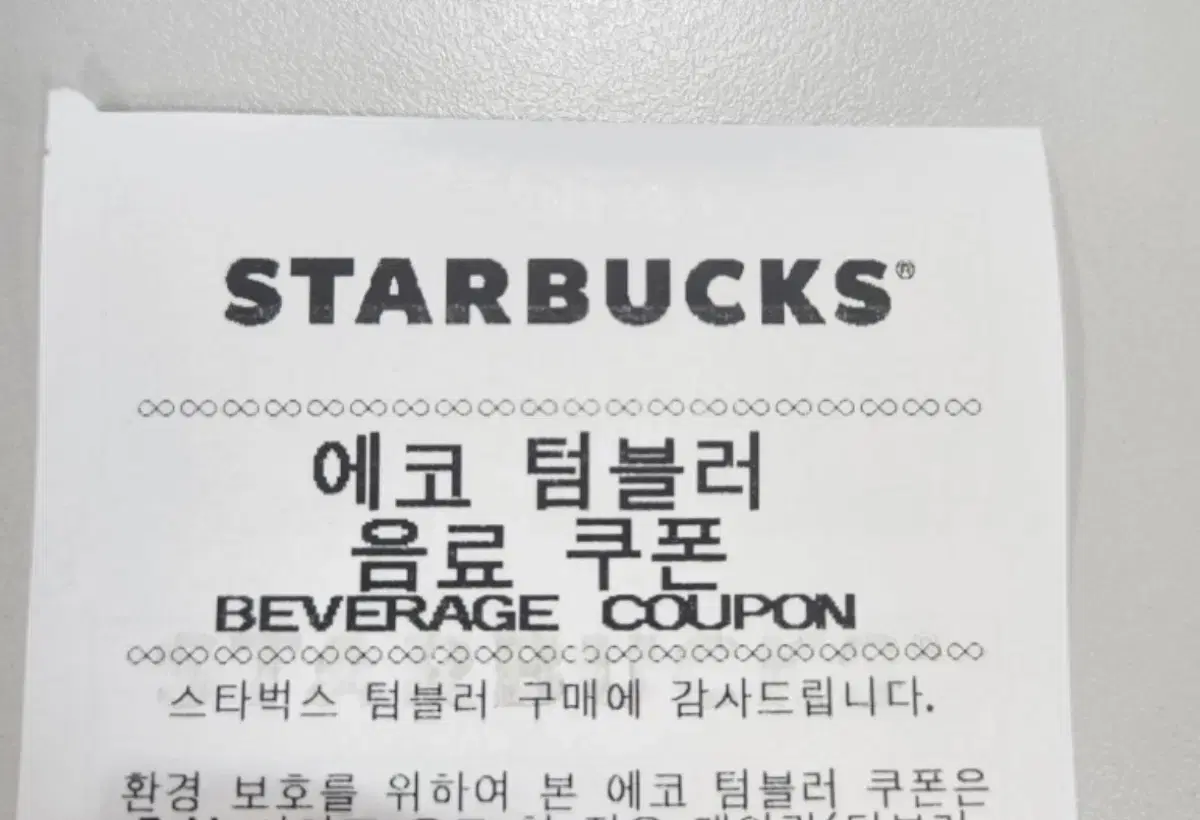 STARBUCKS®
에코 텀블러
음료 쿠폰
BEVERAGE COUPON
스타벅스 텀블러 구매에 감사드립니다.
환경 보호를 위하여 본 에코 텀블러 쿠폰은